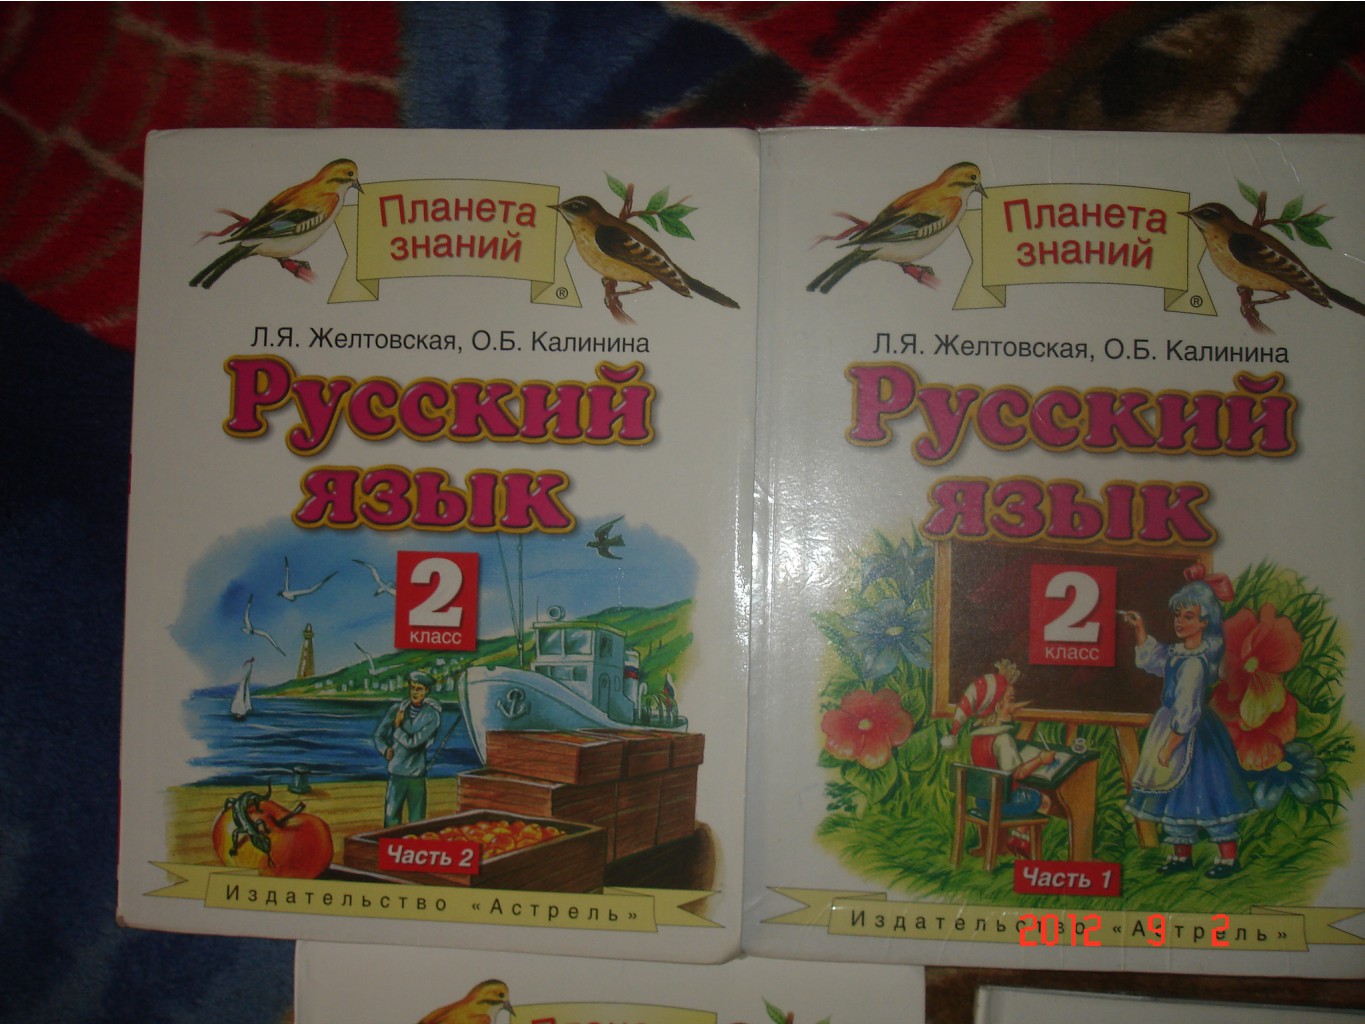 Планета
знаний
®
Л.Я. Желтовская, О.Б. Калинина
Русский
язык
2
класс
Часть 2
Издательство «Астрель»
Планета
знаний
®
Л.Я. Желтовская, О.Б. Калинина
Русский
язык
2
класс
Часть 1
Издательство «Астрель»
2012 9 2